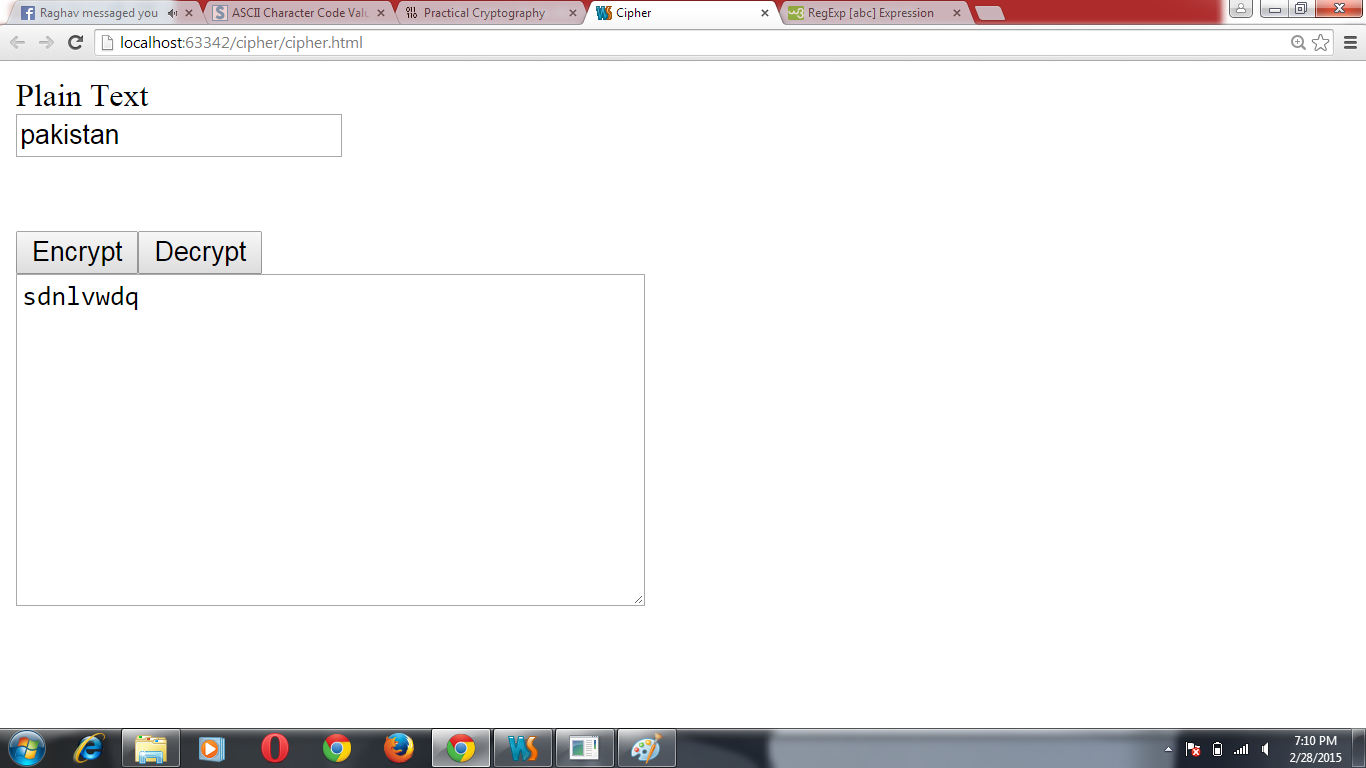 Raghav messaged you
ASCII Character Code Valu
Practical Cryptography
Cipher
RegExp [abc] Expression
localhost:63342/cipher/cipher.html
Plain Text
pakistan
Encrypt Decrypt
sdnlvwdq
7:10 PM
2/28/2015